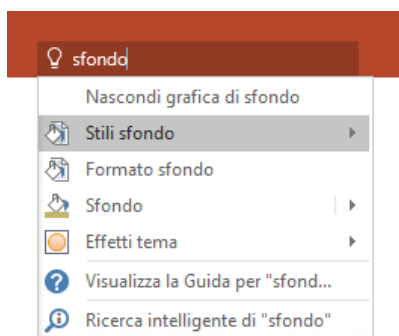 sfondo
Nascondi grafica di sfondo
Stili sfondo
Formato sfondo
Sfondo
Effetti tema
Visualizza la Guida per "sfond...
Ricerca intelligente di "sfondo"